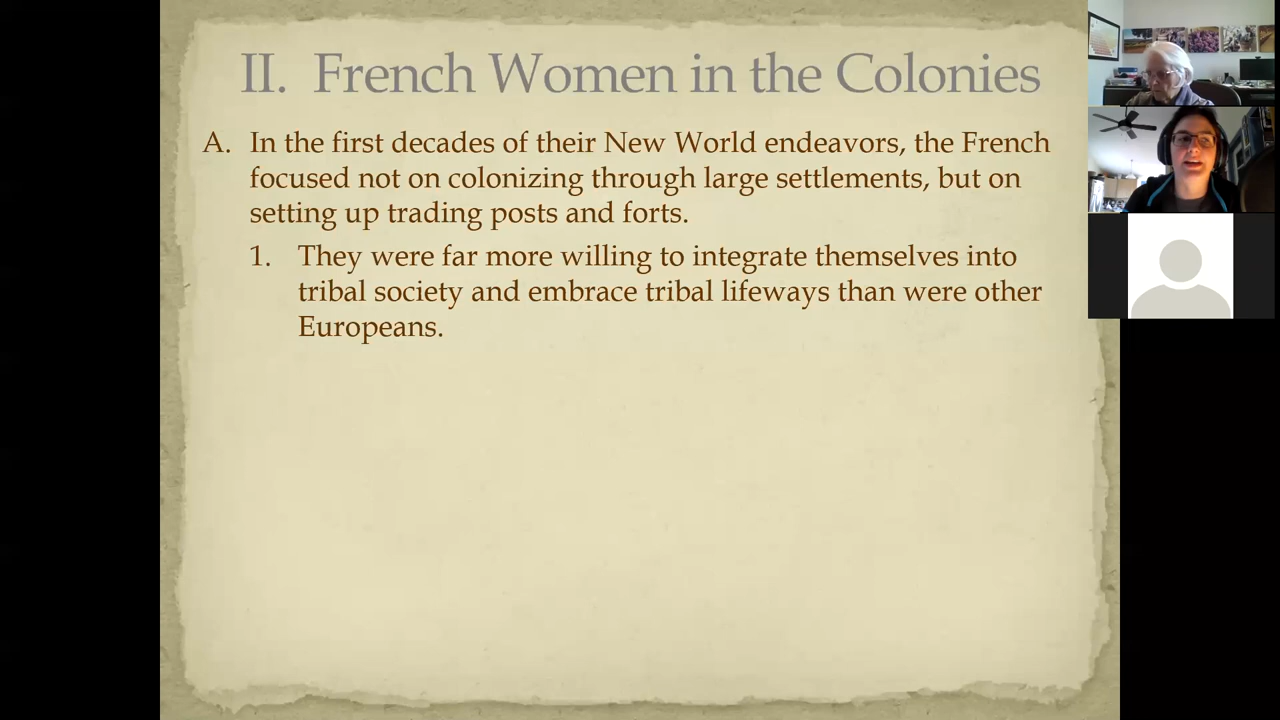 II. French Women in the Colonies
A. In the first decades of their New World endeavors, the French
focused not on colonizing through large settlements, but on
setting up trading posts and forts.
1. They were far more willing to integrate themselves into
tribal society and embrace tribal lifeways than were other
Europeans.